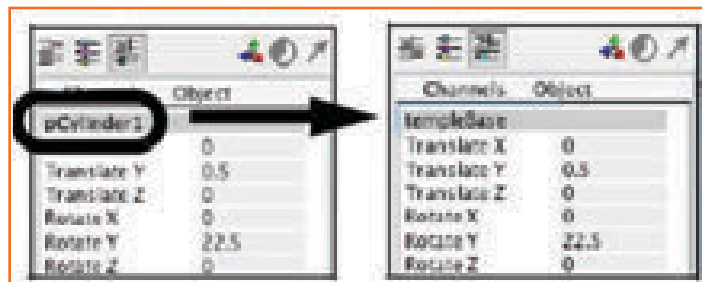 Object
pCylinder1
0
Translate Y 0.5
Translate Z 0
Rotate X 0
Rotate Y 22.5
Rotate Z 0
Channels Object
templeBase
Translate X 0
Translate Y 0.5
Translate Z 0
Rotate X 0
Rotate Y 22.5
Rotate Z 0